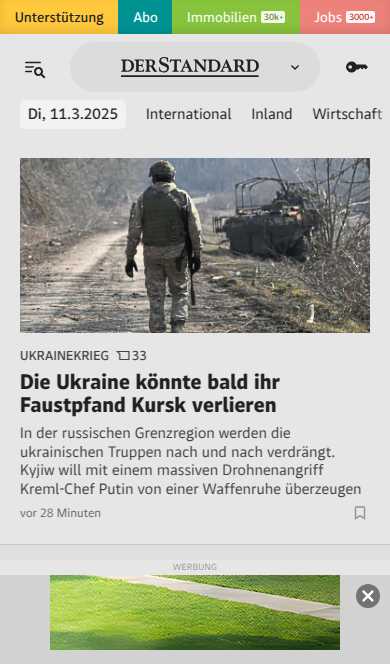 Unterstützung Abo Immobilien 30k+ Jobs 3000+
DERSTANDARD
Di, 11.3.2025 International Inland Wirtschaft
UKRAINEKRIEG 33
Die Ukraine könnte bald ihr
Faustpfand Kursk verlieren
In der russischen Grenzregion werden die
ukrainischen Truppen nach und nach verdrängt.
Kyjiw will mit einem massiven Drohnenangriff
Kreml-Chef Putin von einer Waffenruhe überzeugen
vor 28 Minuten
WERBUNG